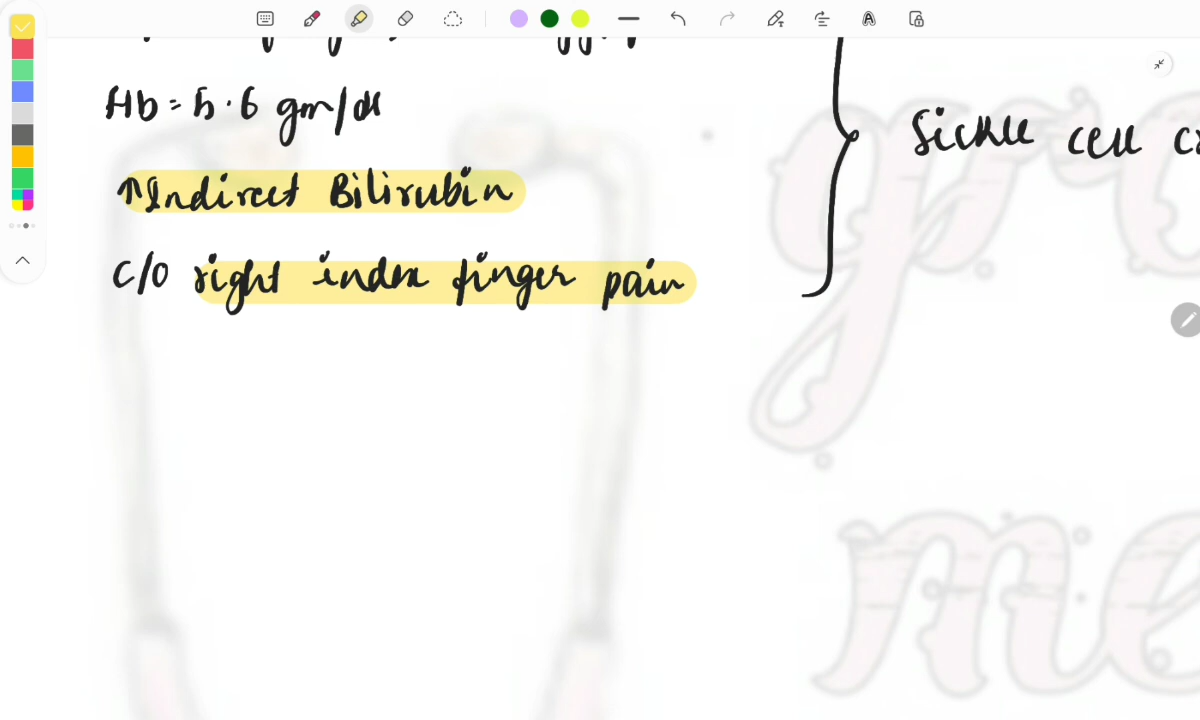 Hb = 5.6 gm/dl
↑Indirect Bilirubin
C/O right index finger pain
Sickle cell